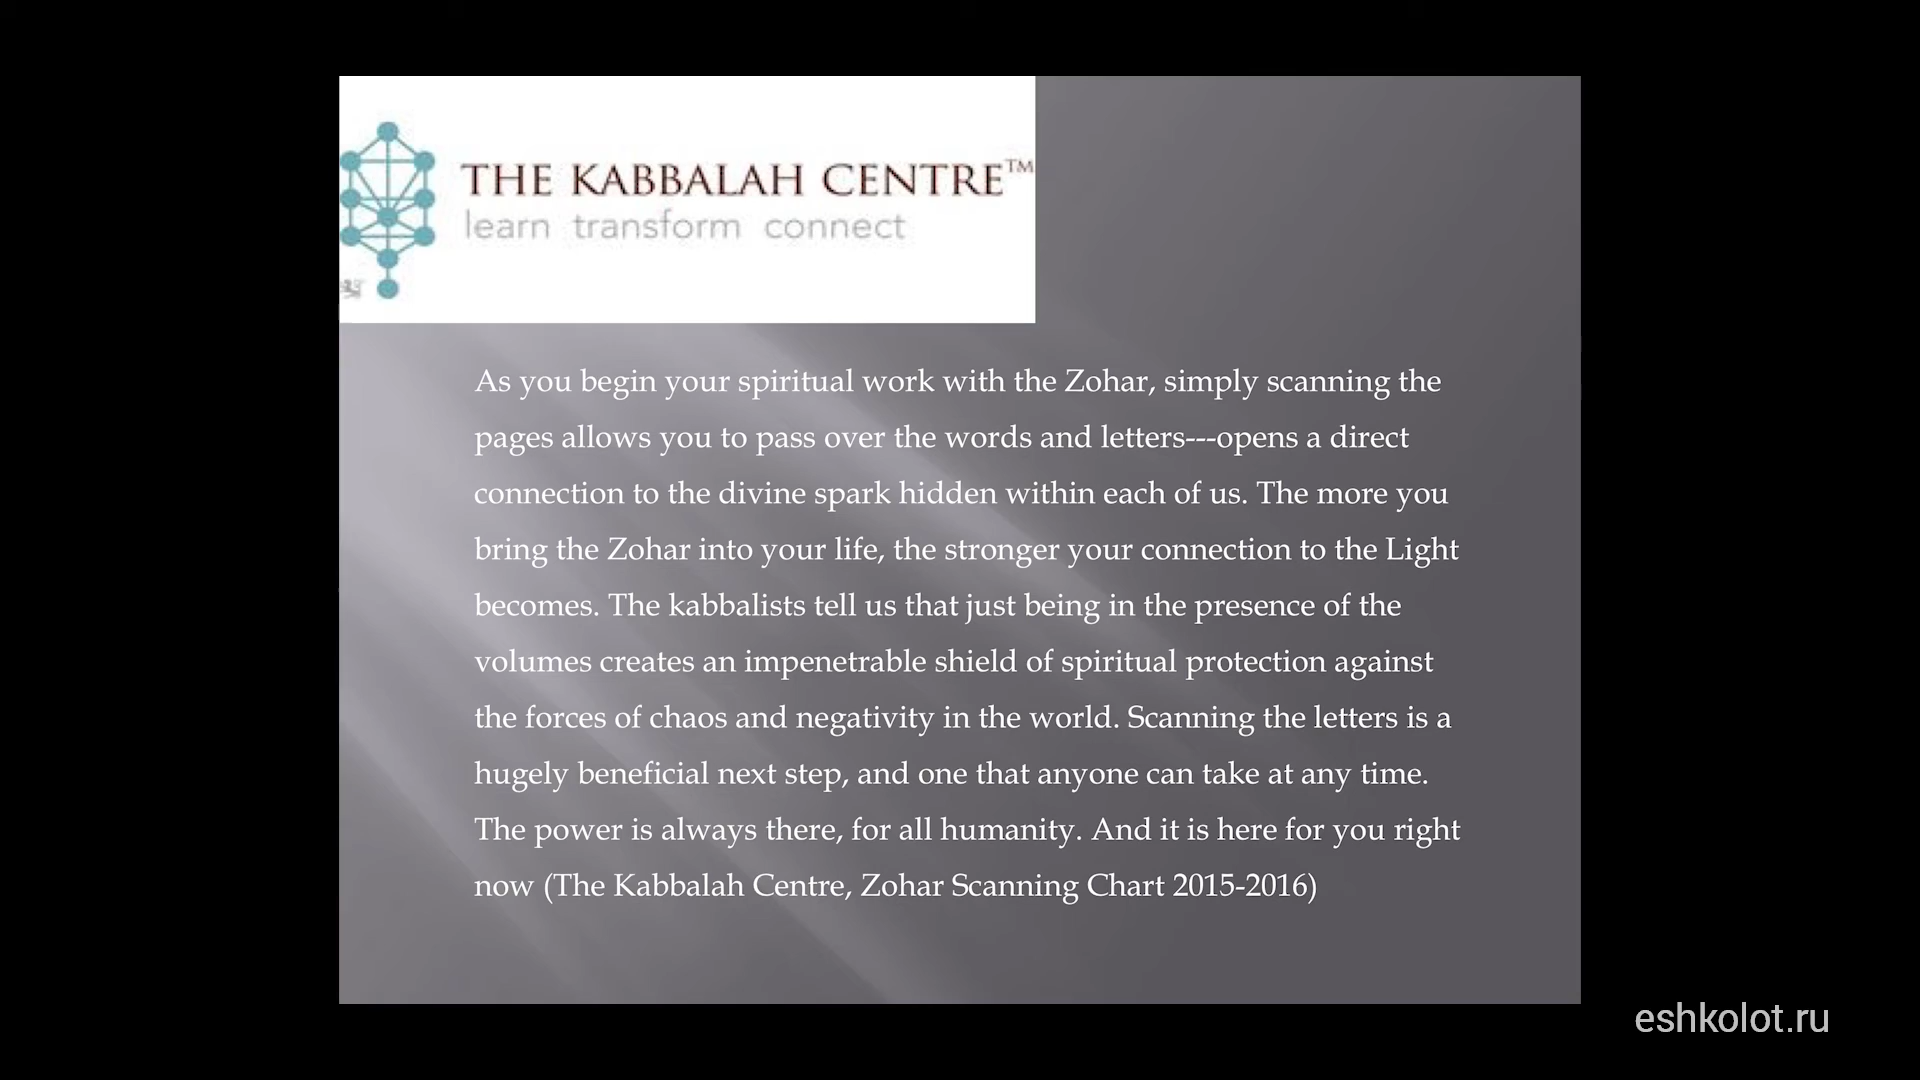 THE KABBALAH CENTRE™
learn transform connect
As you begin your spiritual work with the Zohar, simply scanning the
pages allows you to pass over the words and letters---opens a direct
connection to the divine spark hidden within each of us. The more you
bring the Zohar into your life, the stronger your connection to the Light
becomes. The kabbalists tell us that just being in the presence of the
volumes creates an impenetrable shield of spiritual protection against
the forces of chaos and negativity in the world. Scanning the letters is a
hugely beneficial next step, and one that anyone can take at any time.
The power is always there, for all humanity. And it is here for you right
now (The Kabbalah Centre, Zohar Scanning Chart 2015-2016)
eshkolot.ru